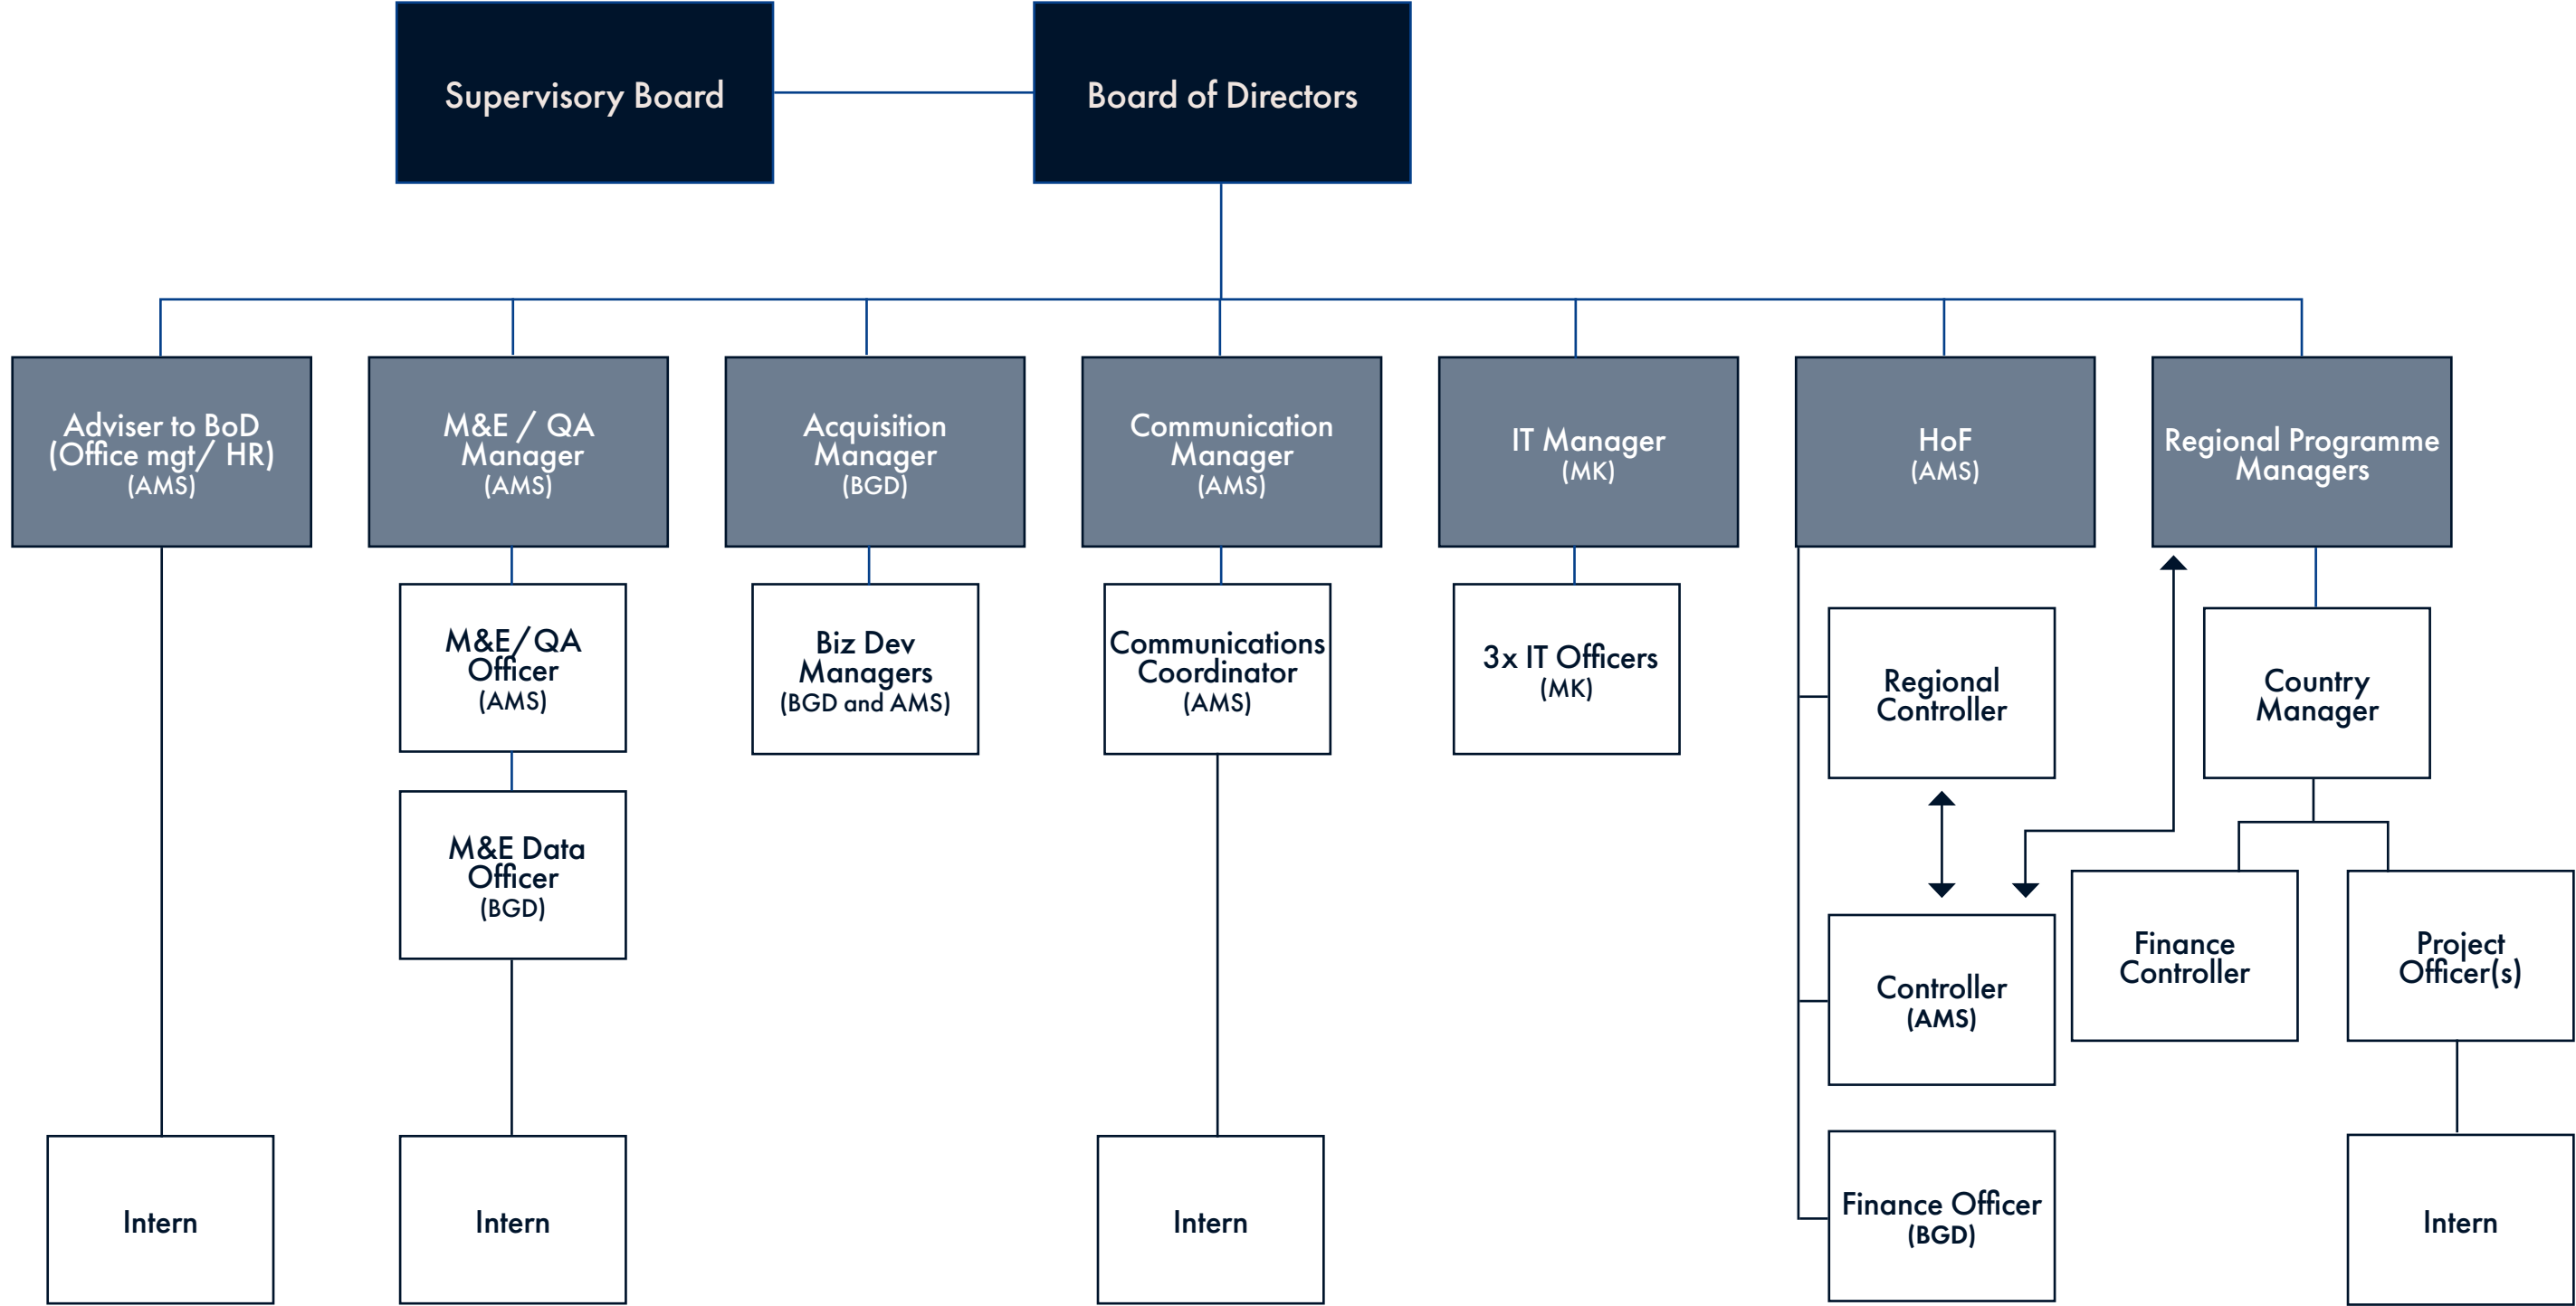 Supervisory Board
Board of Directors
Adviser to BoD
(Office mgt/ HR)
(AMS)
M&E / QA
Manager
(AMS)
Acquisition
Manager
(BGD)
Communication
Manager
(AMS)
IT Manager
(MK)
HoF
(AMS)
Regional Programme
Managers
M&E/QA
Officer
(AMS)
Biz Dev
Managers
(BGD and AMS)
Communications
Coordinator
(AMS)
3x IT Officers
(MK)
Regional
Controller
Country
Manager
M&E Data
Officer
(BGD)
Controller
(AMS)
Finance
Controller
Project
Officer(s)
Intern
Intern
Intern
Finance Officer
(BGD)
Intern